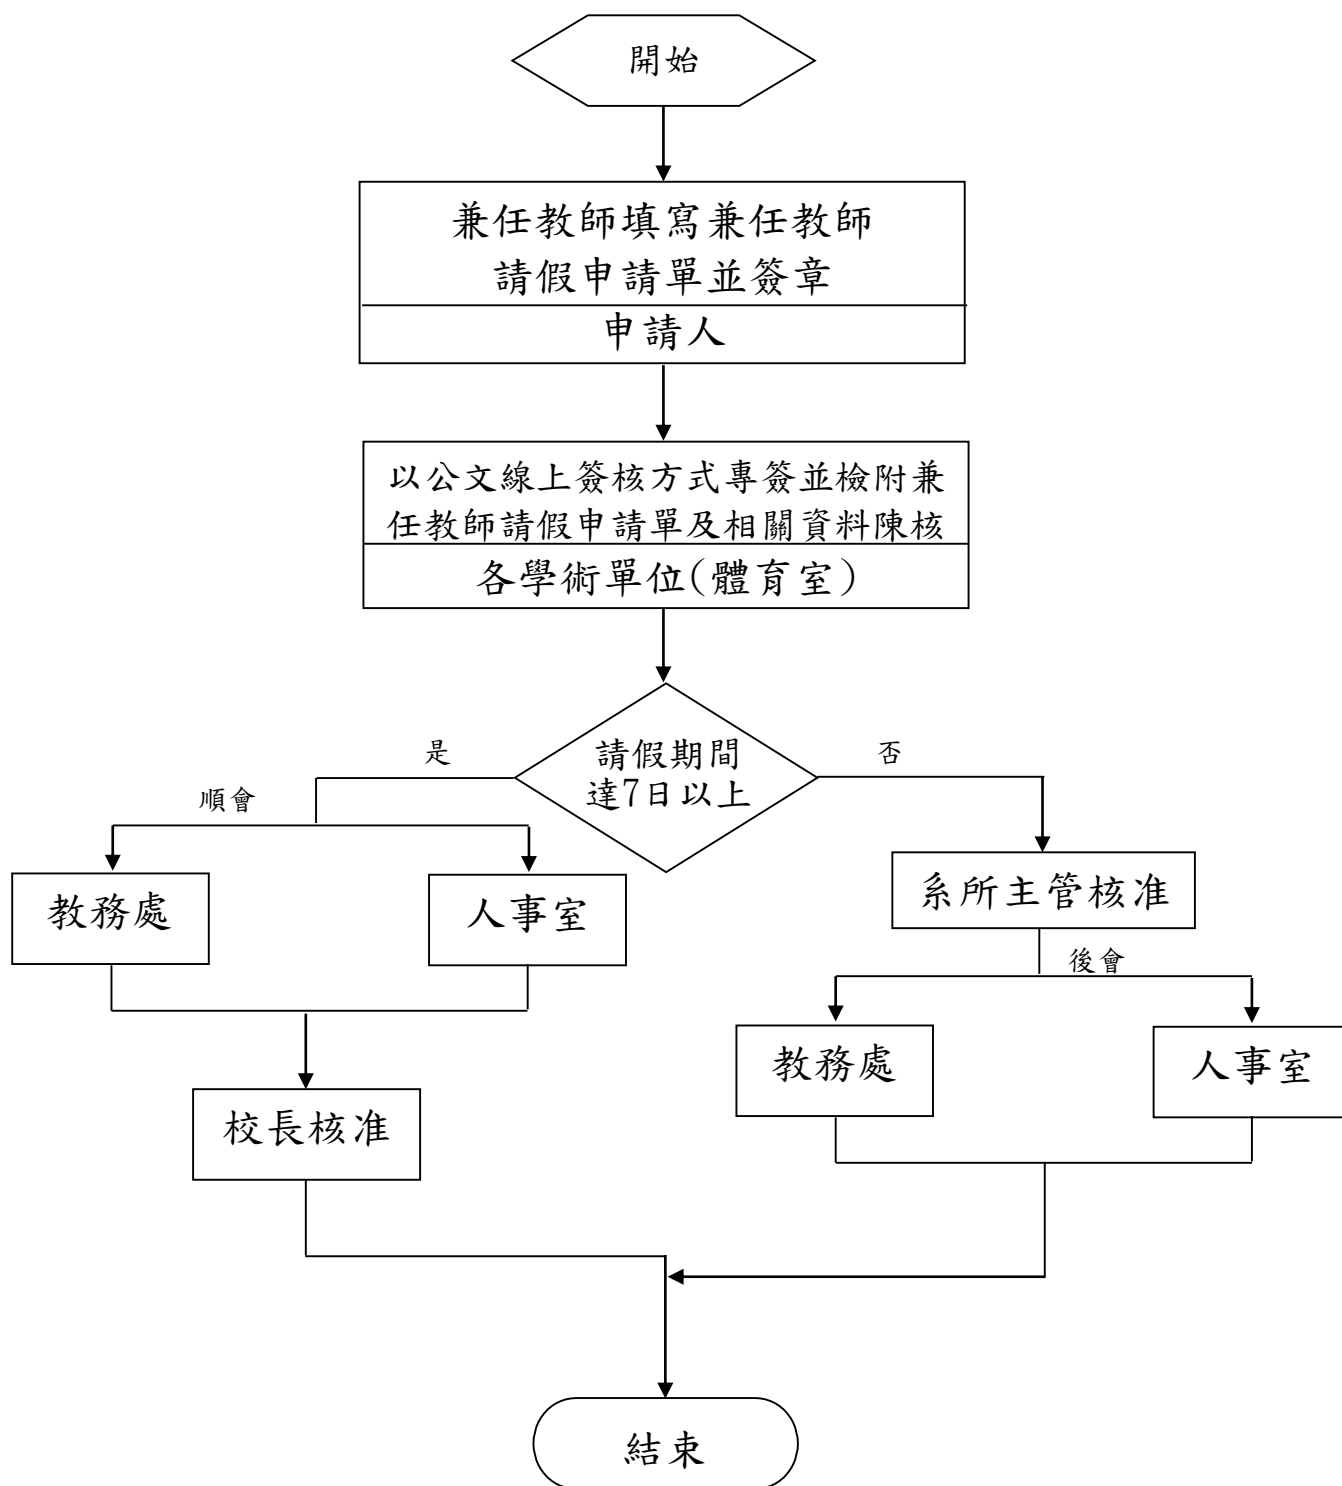 開始
兼任教師填寫兼任教師
請假申請單並簽章
申請人
以公文線上簽核方式專簽並檢附兼
任教師請假申請單及相關資料陳核
各學術單位(體育室)
請假期間
達7日以上
是
否
順會
教務處
人事室
系所主管核准
後會
教務處
人事室
校長核准
結束